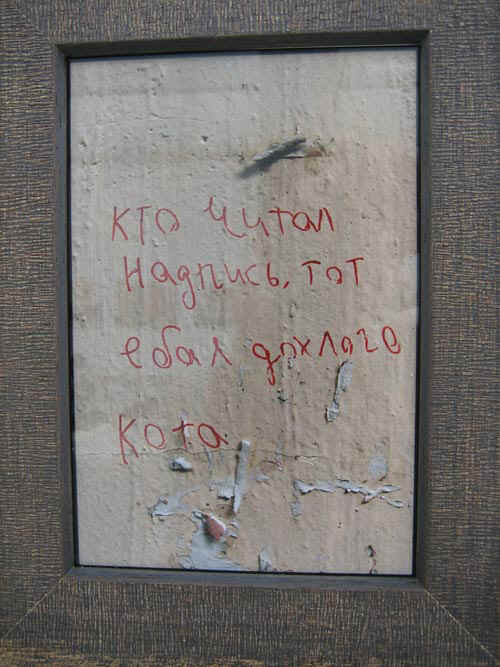 кто читал
надпись, тот
ебал дохлого
кота